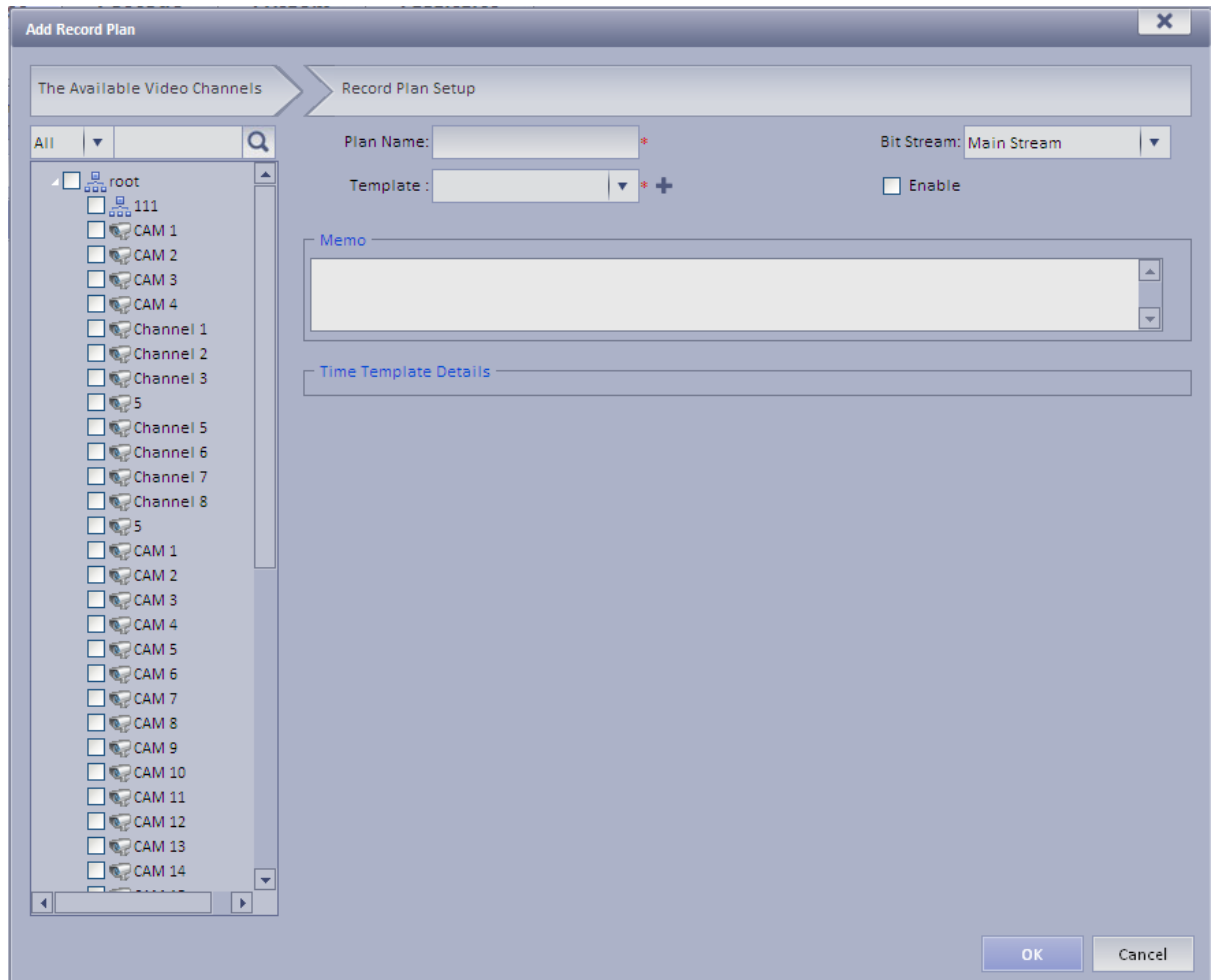 Add Record Plan
The Available Video Channels
Record Plan Setup
All
Plan Name:
*
Bit Stream: Main Stream
Template :
*
Enable
root
111
CAM 1
CAM 2
CAM 3
CAM 4
Channel 1
Channel 2
Channel 3
5
Channel 5
Channel 6
Channel 7
Channel 8
5
CAM 1
CAM 2
CAM 3
CAM 4
CAM 5
CAM 6
CAM 7
CAM 8
CAM 9
CAM 10
CAM 11
CAM 12
CAM 13
CAM 14
Memo
Time Template Details
OK
Cancel